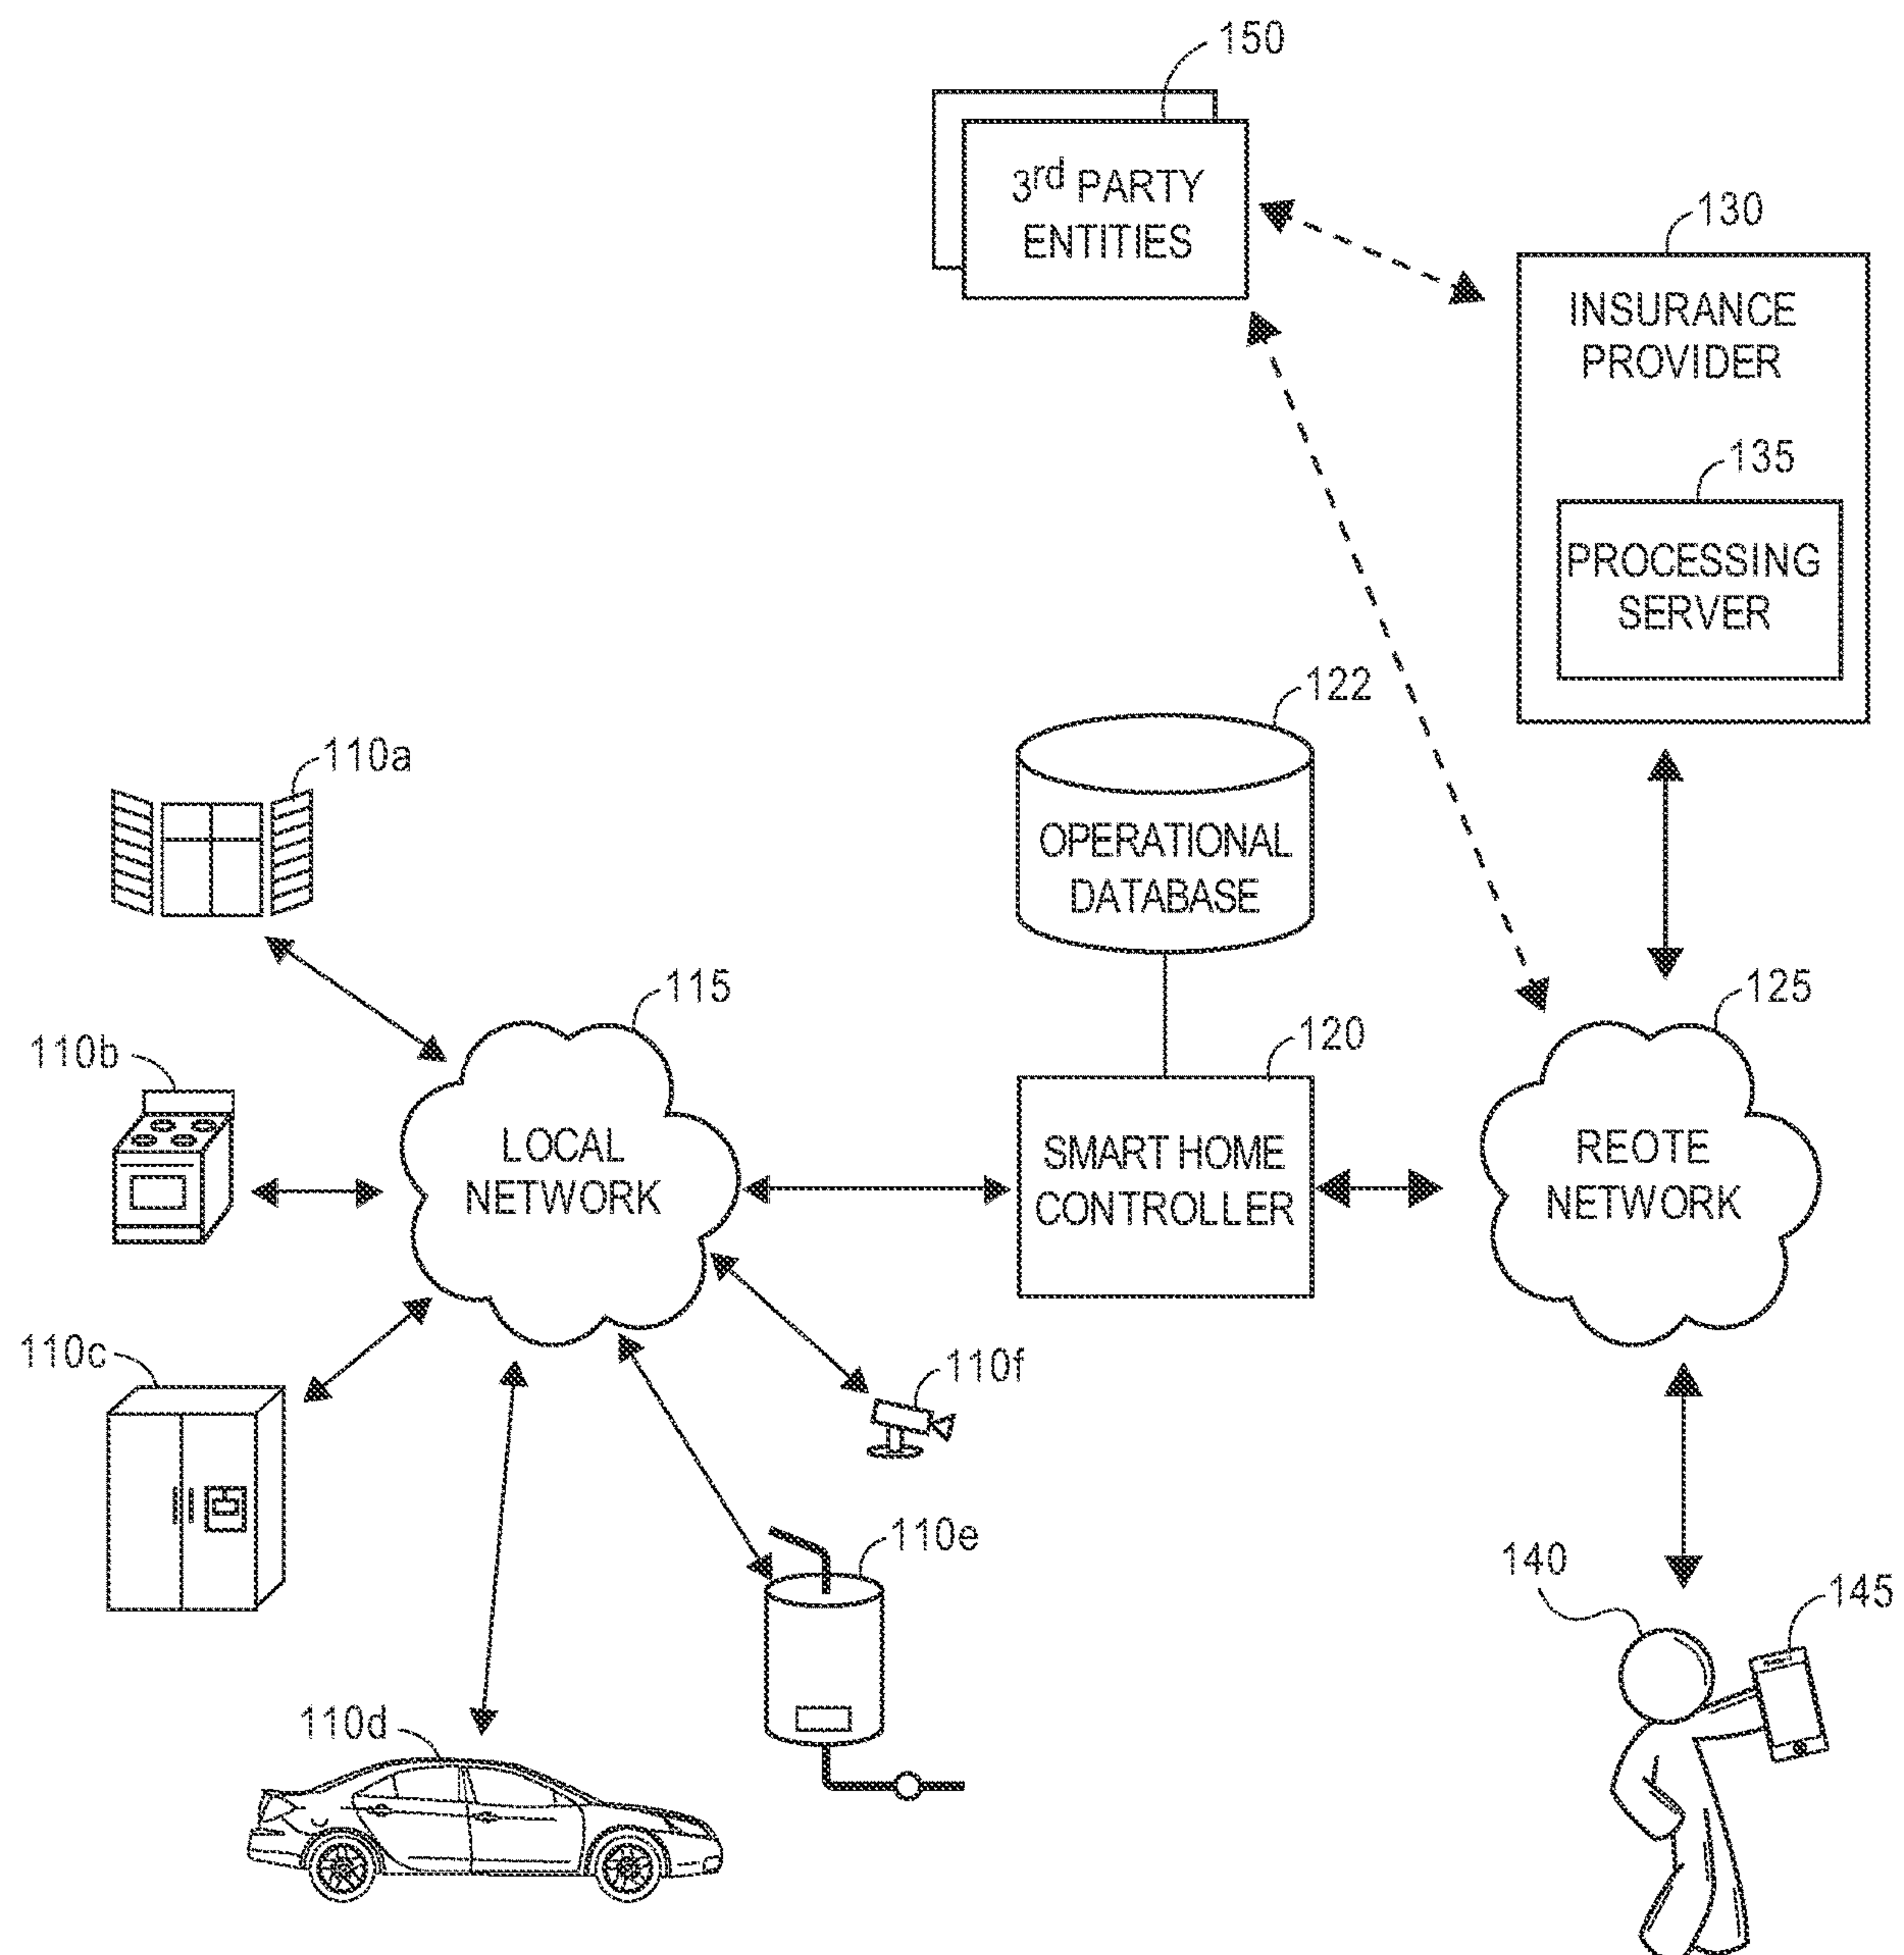 150
3rd PARTY
ENTITIES
130
INSURANCE
PROVIDER
135
PROCESSING
SERVER
122
OPERATIONAL
DATABASE
110a
115
LOCAL
NETWORK
120
SMART HOME
CONTROLLER
125
REOTE
NETWORK
110b
110c
110f
110e
110d
140
145